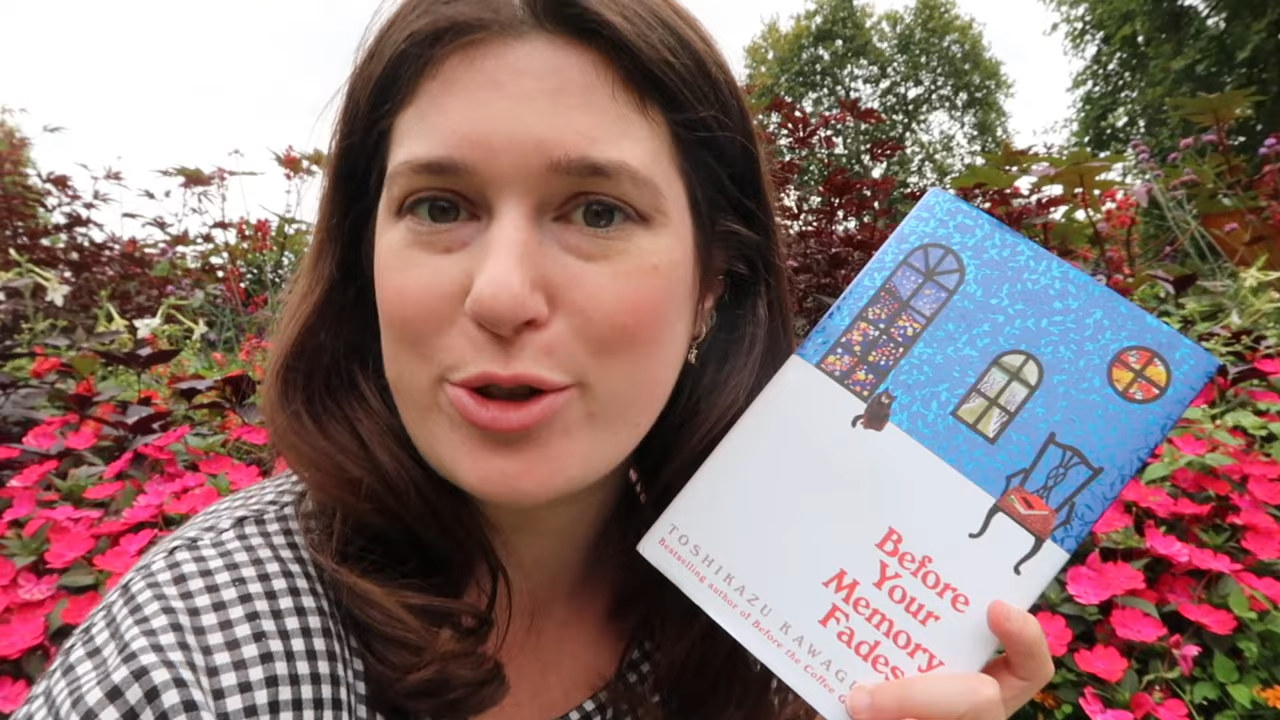 Before
Your
Memory
Fades
TOSHIKAZU KAWAG
Bestselling author of Before the Coffee G